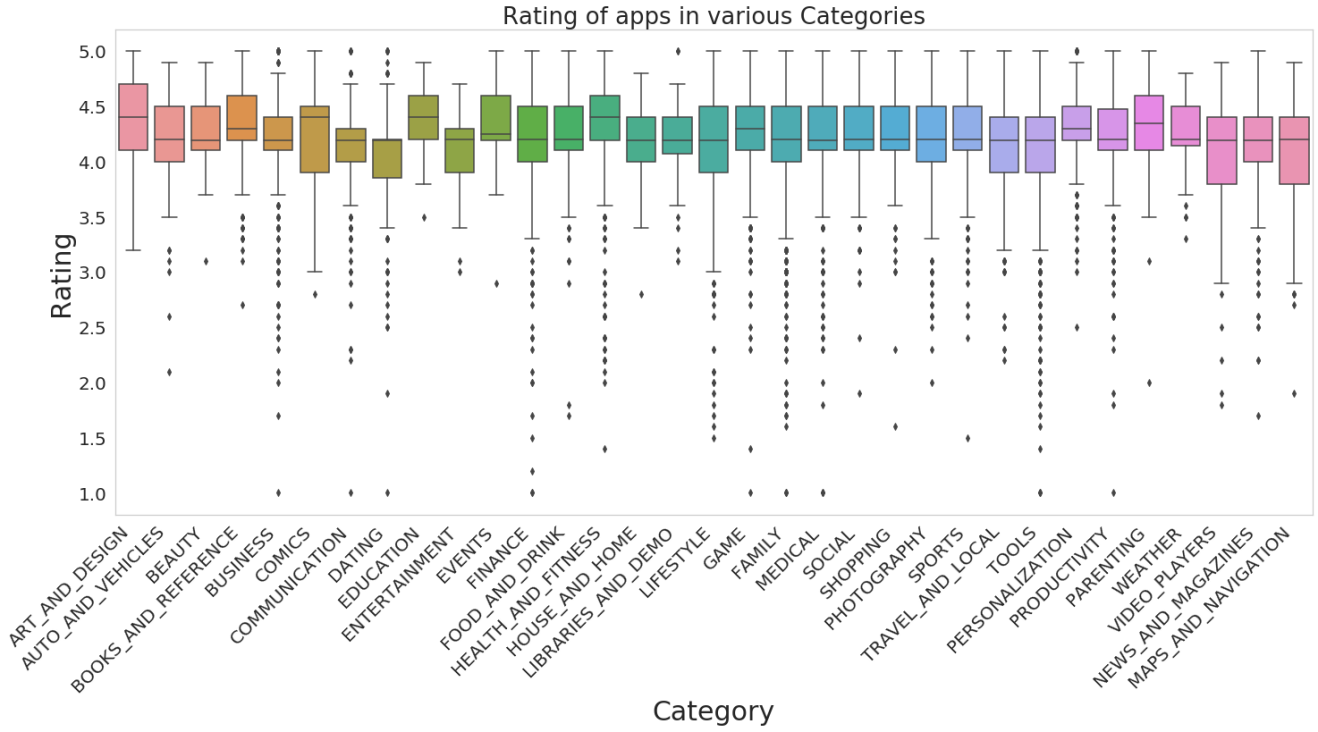 Rating of apps in various Categories
5.0
4.5
4.0
3.5
3.0
2.5
2.0
1.5
1.0
Rating
ART_AND_DESIGN
AUTO_AND_VEHICLES
BEAUTY
BOOKS_AND_REFERENCE
BUSINESS
COMICS
COMMUNICATION
DATING
EDUCATION
ENTERTAINMENT
EVENTS
FINANCE
FOOD_AND_DRINK
HEALTH_AND_FITNESS
HOUSE_AND_HOME
LIBRARIES_AND_DEMO
LIFESTYLE
GAME
FAMILY
MEDICAL
SOCIAL
SHOPPING
PHOTOGRAPHY
SPORTS
TRAVEL_AND_LOCAL
TOOLS
PERSONALIZATION
PRODUCTIVITY
PARENTING
WEATHER
VIDEO_PLAYERS
NEWS_AND_MAGAZINES
MAPS_AND_NAVIGATION
Category